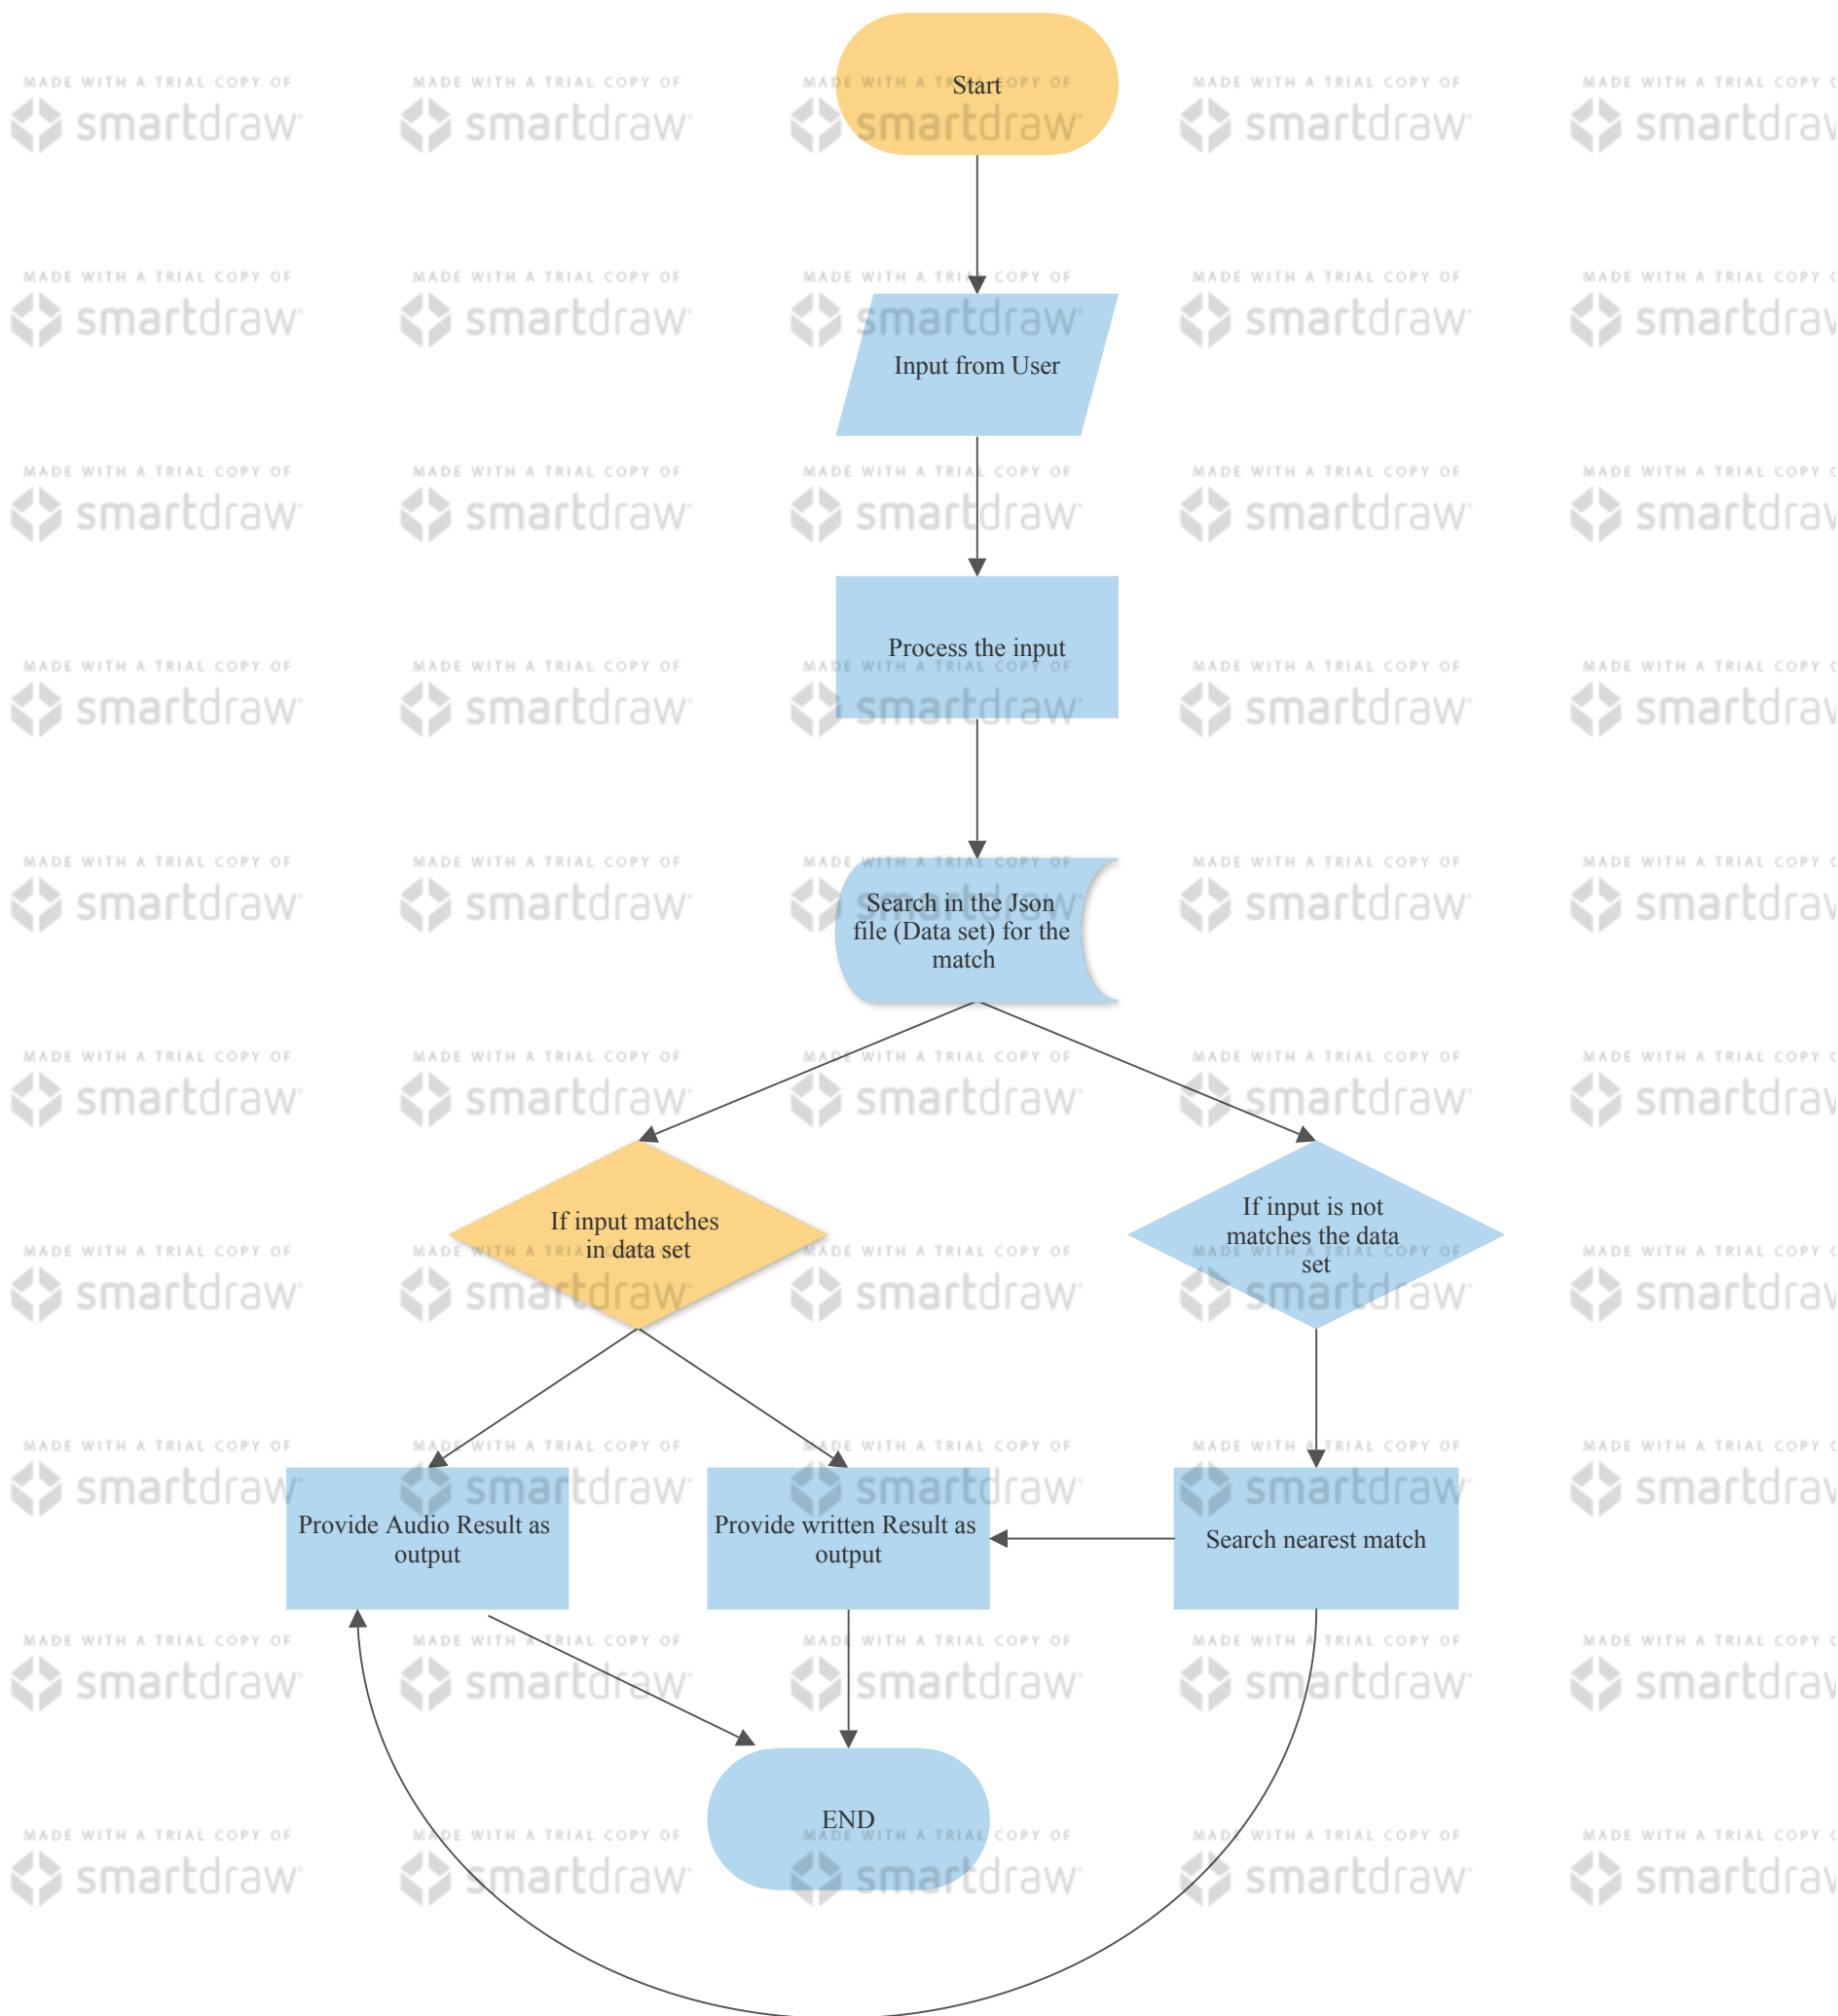 Start
Input from User
Process the input
Search in the Json
file (Data set) for the
match
If input matches
in data set
If input is not
matches the data
set
Provide Audio Result as
output
Provide written Result as
output
Search nearest match
END
MADE WITH A TRIAL COPY OF
smartdraw